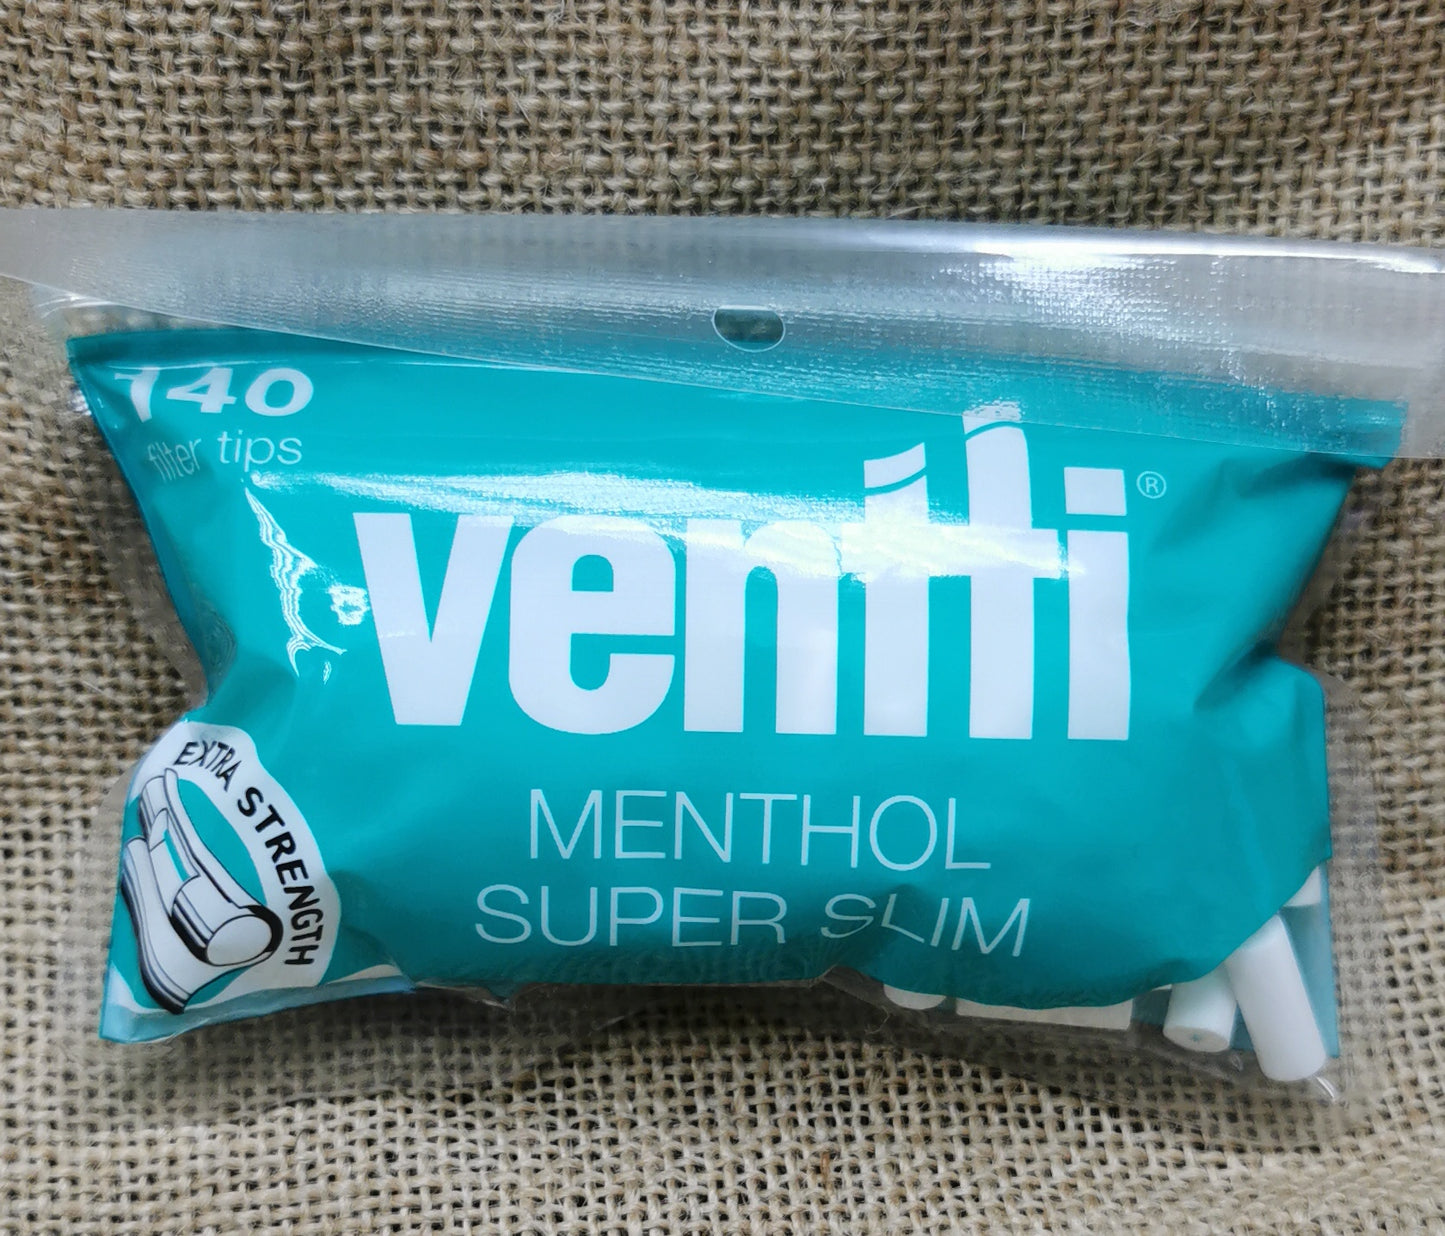 140
filter tips
ventti®
EXTRA STRENGTH
MENTHOL
SUPER SLIM